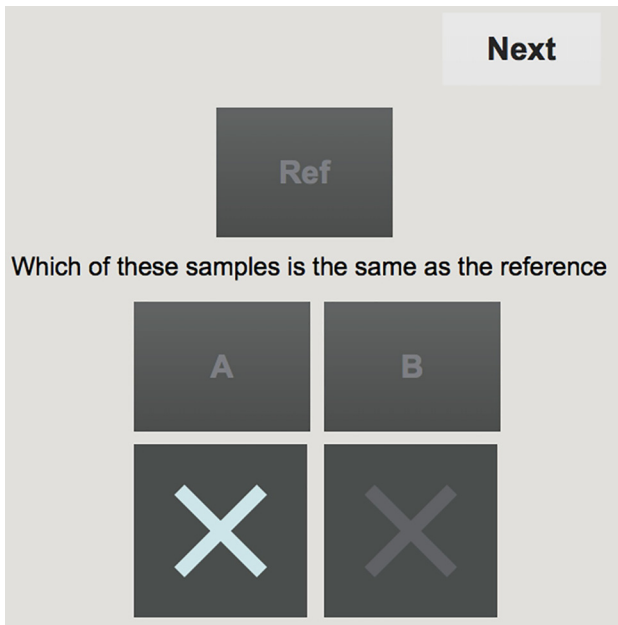 Next
Ref
Which of these samples is the same as the reference
A B